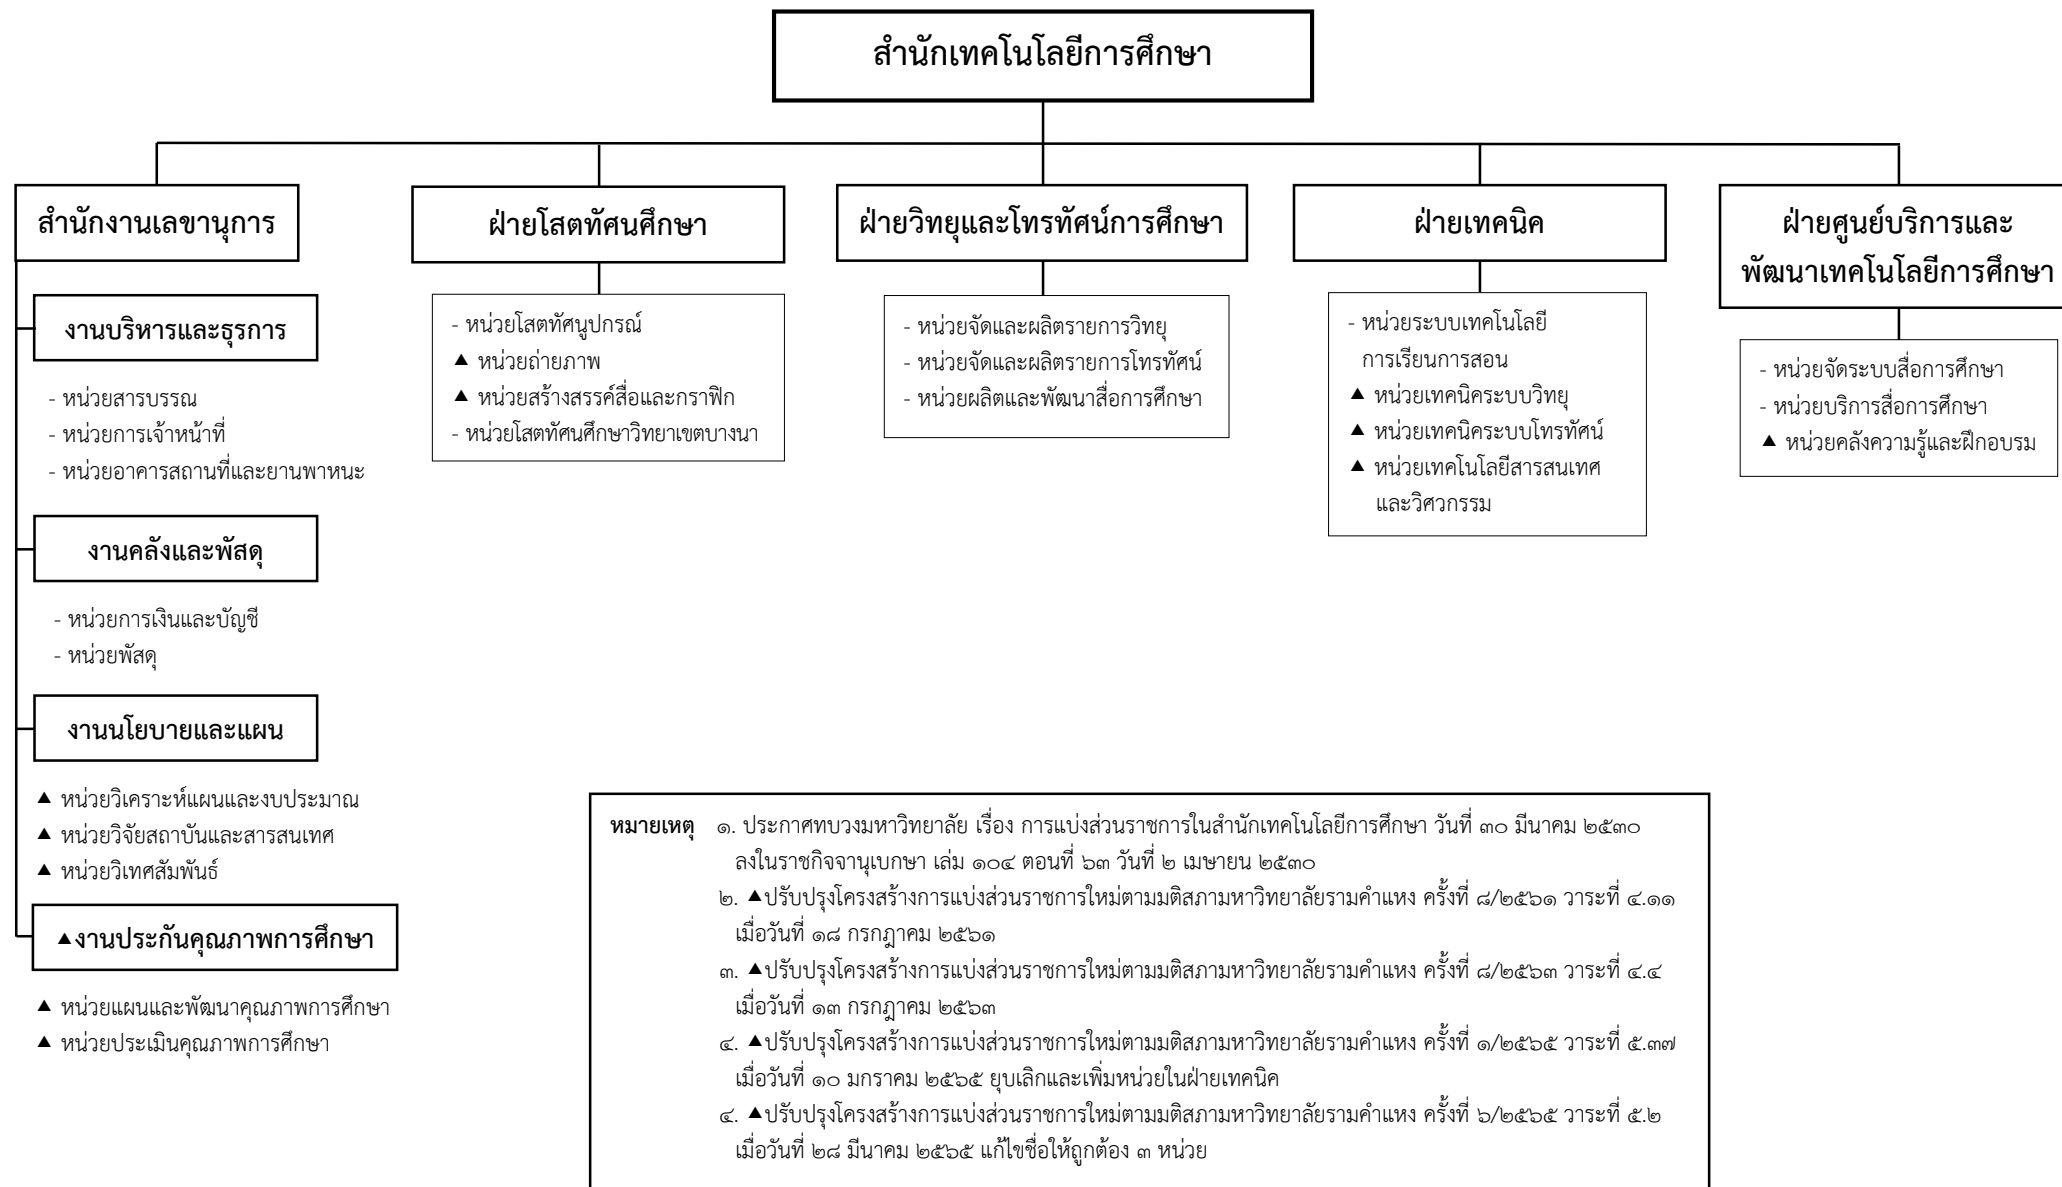 สำนักเทคโนโลยีการศึกษา
สำนักงานเลขานุการ
งานบริหารและธุรการ
- หน่วยสารบรรณ
- หน่วยการเจ้าหน้าที่
- หน่วยอาคารสถานที่และยานพาหนะ
งานคลังและพัสดุ
- หน่วยการเงินและบัญชี
- หน่วยพัสดุ
งานนโยบายและแผน
▲ หน่วยวิเคราะห์แผนและงบประมาณ
▲ หน่วยวิจัยสถาบันและสารสนเทศ
▲ หน่วยวิเทศสัมพันธ์
▲งานประกันคุณภาพการศึกษา
▲ หน่วยแผนและพัฒนาคุณภาพการศึกษา
▲ หน่วยประเมินคุณภาพการศึกษา
ฝ่ายโสตทัศนศึกษา
- หน่วยโสตทัศนูปกรณ์
▲ หน่วยถ่ายภาพ
▲ หน่วยสร้างสรรค์สื่อและกราฟิก
- หน่วยโสตทัศนศึกษาวิทยาเขตบางนา
ฝ่ายวิทยุและโทรทัศน์การศึกษา
- หน่วยจัดและผลิตรายการวิทยุ
- หน่วยจัดและผลิตรายการโทรทัศน์
- หน่วยผลิตและพัฒนาสื่อการศึกษา
ฝ่ายเทคนิค
- หน่วยระบบเทคโนโลยี
การเรียนการสอน
▲ หน่วยเทคนิคระบบวิทยุ
▲ หน่วยเทคนิคระบบโทรทัศน์
▲ หน่วยเทคโนโลยีสารสนเทศ
และวิศวกรรม
ฝ่ายศูนย์บริการและ
พัฒนาเทคโนโลยีการศึกษา
- หน่วยจัดระบบสื่อการศึกษา
- หน่วยบริการสื่อการศึกษา
▲ หน่วยคลังความรู้และฝึกอบรม
หมายเหตุ ๑. ประกาศทบวงมหาวิทยาลัย เรื่อง การแบ่งส่วนราชการในสำนักเทคโนโลยีการศึกษา วันที่ ๓๐ มีนาคม ๒๕๓๐
ลงในราชกิจจานุเบกษา เล่ม ๑๐๔ ตอนที่ ๖๓ วันที่ ๒ เมษายน ๒๕๓๐
๒. ▲ปรับปรุงโครงสร้างการแบ่งส่วนราชการใหม่ตามมติสภามหาวิทยาลัยรามคำแหง ครั้งที่ ๘/๒๕๖๑ วาระที่ ๔.๑๑
เมื่อวันที่ ๑๘ กรกฎาคม ๒๕๖๑
๓. ▲ปรับปรุงโครงสร้างการแบ่งส่วนราชการใหม่ตามมติสภามหาวิทยาลัยรามคำแหง ครั้งที่ ๘/๒๕๖๓ วาระที่ ๔.๔
เมื่อวันที่ ๑๓ กรกฎาคม ๒๕๖๓
๔. ▲ปรับปรุงโครงสร้างการแบ่งส่วนราชการใหม่ตามมติสภามหาวิทยาลัยรามคำแหง ครั้งที่ ๑/๒๕๖๕ วาระที่ ๕.๓๗
เมื่อวันที่ ๑๐ มกราคม ๒๕๖๕ ยุบเลิกและเพิ่มหน่วยในฝ่ายเทคนิค
๔. ▲ปรับปรุงโครงสร้างการแบ่งส่วนราชการใหม่ตามมติสภามหาวิทยาลัยรามคำแหง ครั้งที่ ๖/๒๕๖๕ วาระที่ ๕.๒
เมื่อวันที่ ๒๘ มีนาคม ๒๕๖๕ แก้ไขชื่อให้ถูกต้อง ๓ หน่วย